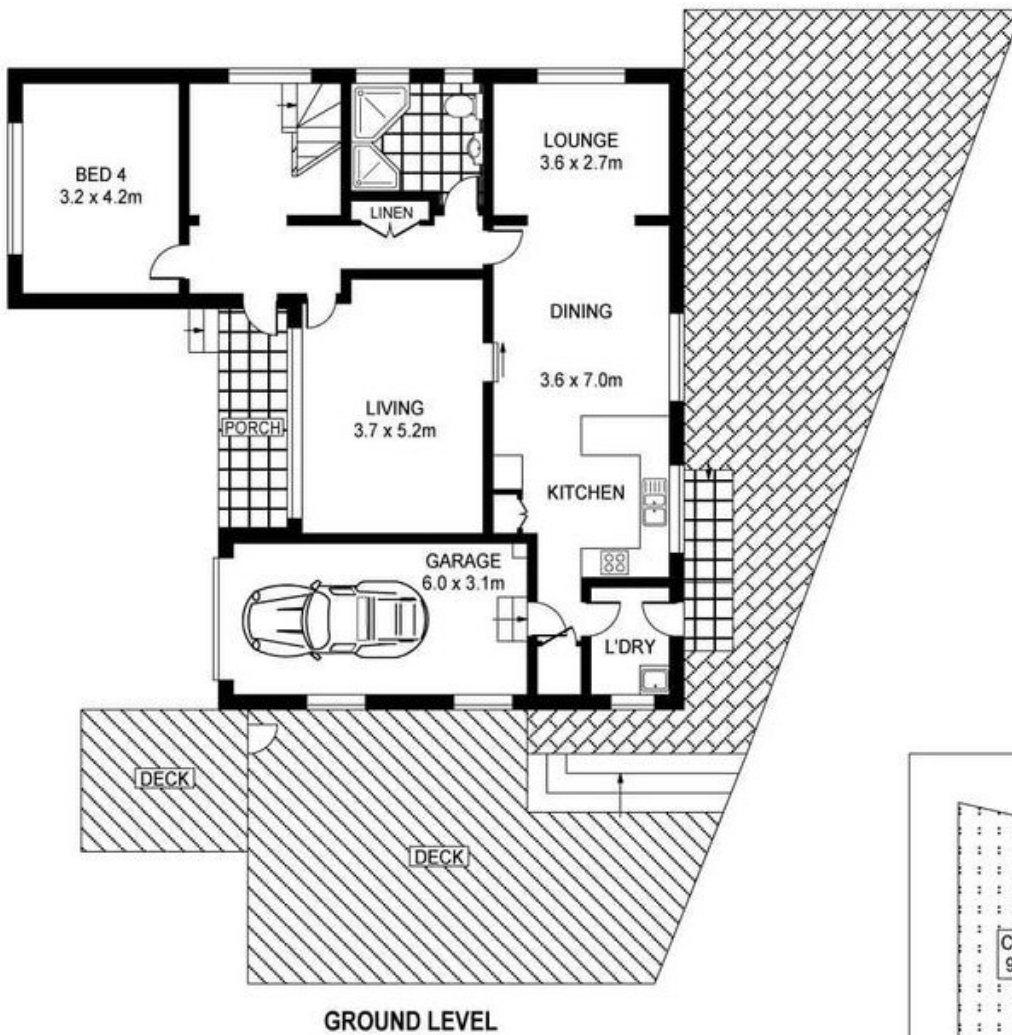 BED 4
3.2 x 4.2m
LOUNGE
3.6 x 2.7m
LINEN
DINING
3.6 x 7.0m
LIVING
3.7 x 5.2m
PORCH
KITCHEN
GARAGE
6.0 x 3.1m
L'DRY
DECK
DECK
C
9
GROUND LEVEL